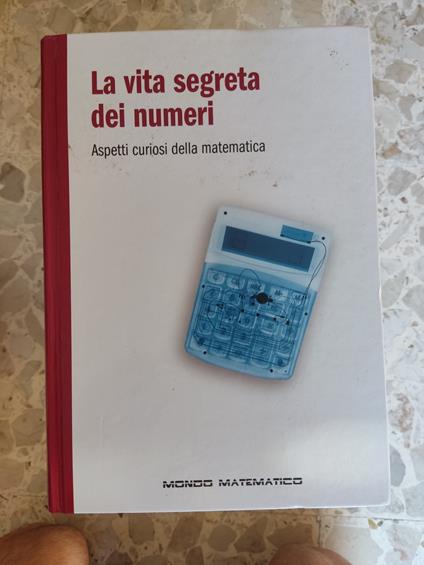 La vita segreta
dei numeri
Aspetti curiosi della matematica
MONDO MATEMATICO